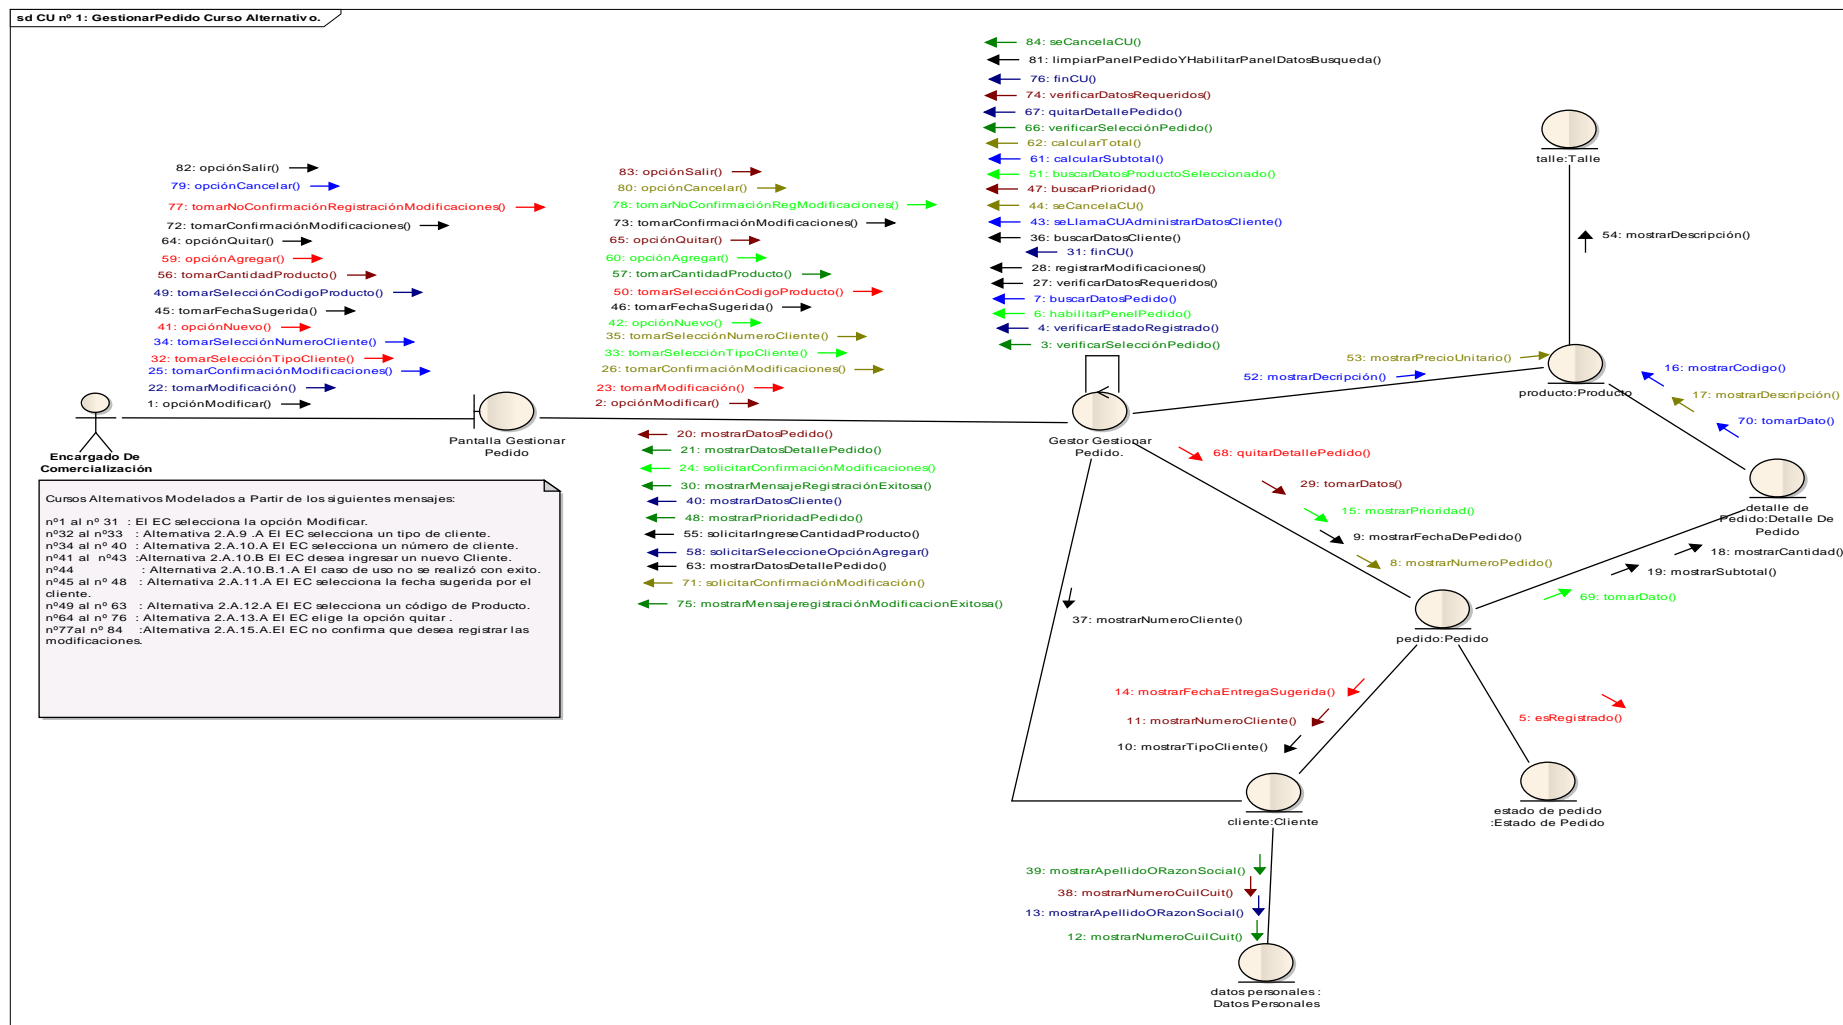 sd CU nº 1: GestionarPedido Curso Alternativo.
84: seCancelaCU()
81: limpiarPanelPedidoYHabilitarPanelDatosBusqueda()
76: finCU()
74: verificarDatosRequeridos()
67: quitarDetallePedido()
66: verificarSelecciónPedido()
62: calcularTotal()
61: calcularSubtotal()
51: buscarDatosProductoSeleccionado()
47: buscarPrioridad()
44: seCancelaCU()
43: seLlamaCUAdministrarDatosCliente()
36: buscarDatosCliente()
31: finCU()
28: registrarModificaciones()
27: verificarDatosRequeridos()
7: buscarDatosPedido()
6: habilitarPenelPedido()
4: verificarEstadoRegistrado()
3: verificarSelecciónPedido()
82: opciónSalir()
79: opciónCancelar()
77: tomarNoConfirmaciónRegistraciónModificaciones()
72: tomarConfirmaciónModificaciones()
64: opciónQuitar()
59: opciónAgregar()
56: tomarCantidadProducto()
49: tomarSelecciónCodigoProducto()
45: tomarFechaSugerida()
41: opciónNuevo()
34: tomarSelecciónNumeroCliente()
32: tomarSelecciónTipoCliente()
25: tomarConfirmaciónModificaciones()
22: tomarModificación()
1: opciónModificar()
83: opciónSalir()
80: opciónCancelar()
78: tomarNoConfirmaciónRegModificaciones()
73: tomarConfirmaciónModificaciones()
65: opciónQuitar()
60: opciónAgregar()
57: tomarCantidadProducto()
50: tomarSelecciónCodigoProducto()
46: tomarFechaSugerida()
42: opciónNuevo()
35: tomarSelecciónNumeroCliente()
33: tomarSelecciónTipoCliente()
26: tomarConfirmaciónModificaciones()
23: tomarModificación()
2: opciónModificar()
talle:Talle
54: mostrarDescripción()
53: mostrarPrecioUnitario()
52: mostrarDecripción()
producto:Producto
16: mostrarCodigo()
17: mostrarDescripción()
70: tomarDato()
Encargado De
Comercialización
Pantalla Gestionar
Pedido
Gestor Gestionar
Pedido.
20: mostrarDatosPedido()
21: mostrarDatosDetallePedido()
24: solicitarConfirmaciónModificaciones()
30: mostrarMensajeRegistraciónExitosa()
40: mostrarDatosCliente()
48: mostrarPrioridadPedido()
55: solicitarIngreseCantidadProducto()
58: solicitarSeleccioneOpciónAgregar()
63: mostrarDatosDetallePedido()
71: solicitarConfirmaciónModificación()
75: mostrarMensajeregistraciónModificacionExitosa()
68: quitarDetallePedido()
29: tomarDatos()
15: mostrarPrioridad()
9: mostrarFechaDePedido()
8: mostrarNumeroPedido()
detalle de
Pedido:Detalle De
Pedido
18: mostrarCantidad()
19: mostrarSubtotal()
69: tomarDato()
Cursos Alternativos Modelados a Partir de los siguientes mensajes:
nº1 al nº 31 : El EC selecciona la opción Modificar.
nº32 al nº33 : Alternativa 2.A.9 .A El EC selecciona un tipo de cliente.
nº34 al nº 40 : Alternativa 2.A.10.A El EC selecciona un número de cliente.
nº41 al nº43 :Alternativa 2.A.10.B El EC desea ingresar un nuevo Cliente.
nº44 : Alternativa 2.A.10.B.1.A El caso de uso no se realizó con exito.
nº45 al nº 48 : Alternativa 2.A.11.A El EC selecciona la fecha sugerida por el
cliente.
nº49 al nº 63 : Alternativa 2.A.12.A El EC selecciona un código de Producto.
nº64 al nº 76 : Alternativa 2.A.13.A El EC elige la opción quitar .
nº77al nº 84 :Alternativa 2.A.15.A.El EC no confirma que desea registrar las
modificaciones.
37: mostrarNumeroCliente()
pedido:Pedido
14: mostrarFechaEntregaSugerida()
11: mostrarNumeroCliente()
10: mostrarTipoCliente()
5: esRegistrado()
cliente:Cliente
estado de pedido
:Estado de Pedido
39: mostrarApellidoORazonSocial()
38: mostrarNumeroCuilCuit()
13: mostrarApellidoORazonSocial()
12: mostrarNumeroCuilCuit()
datos personales :
Datos Personales